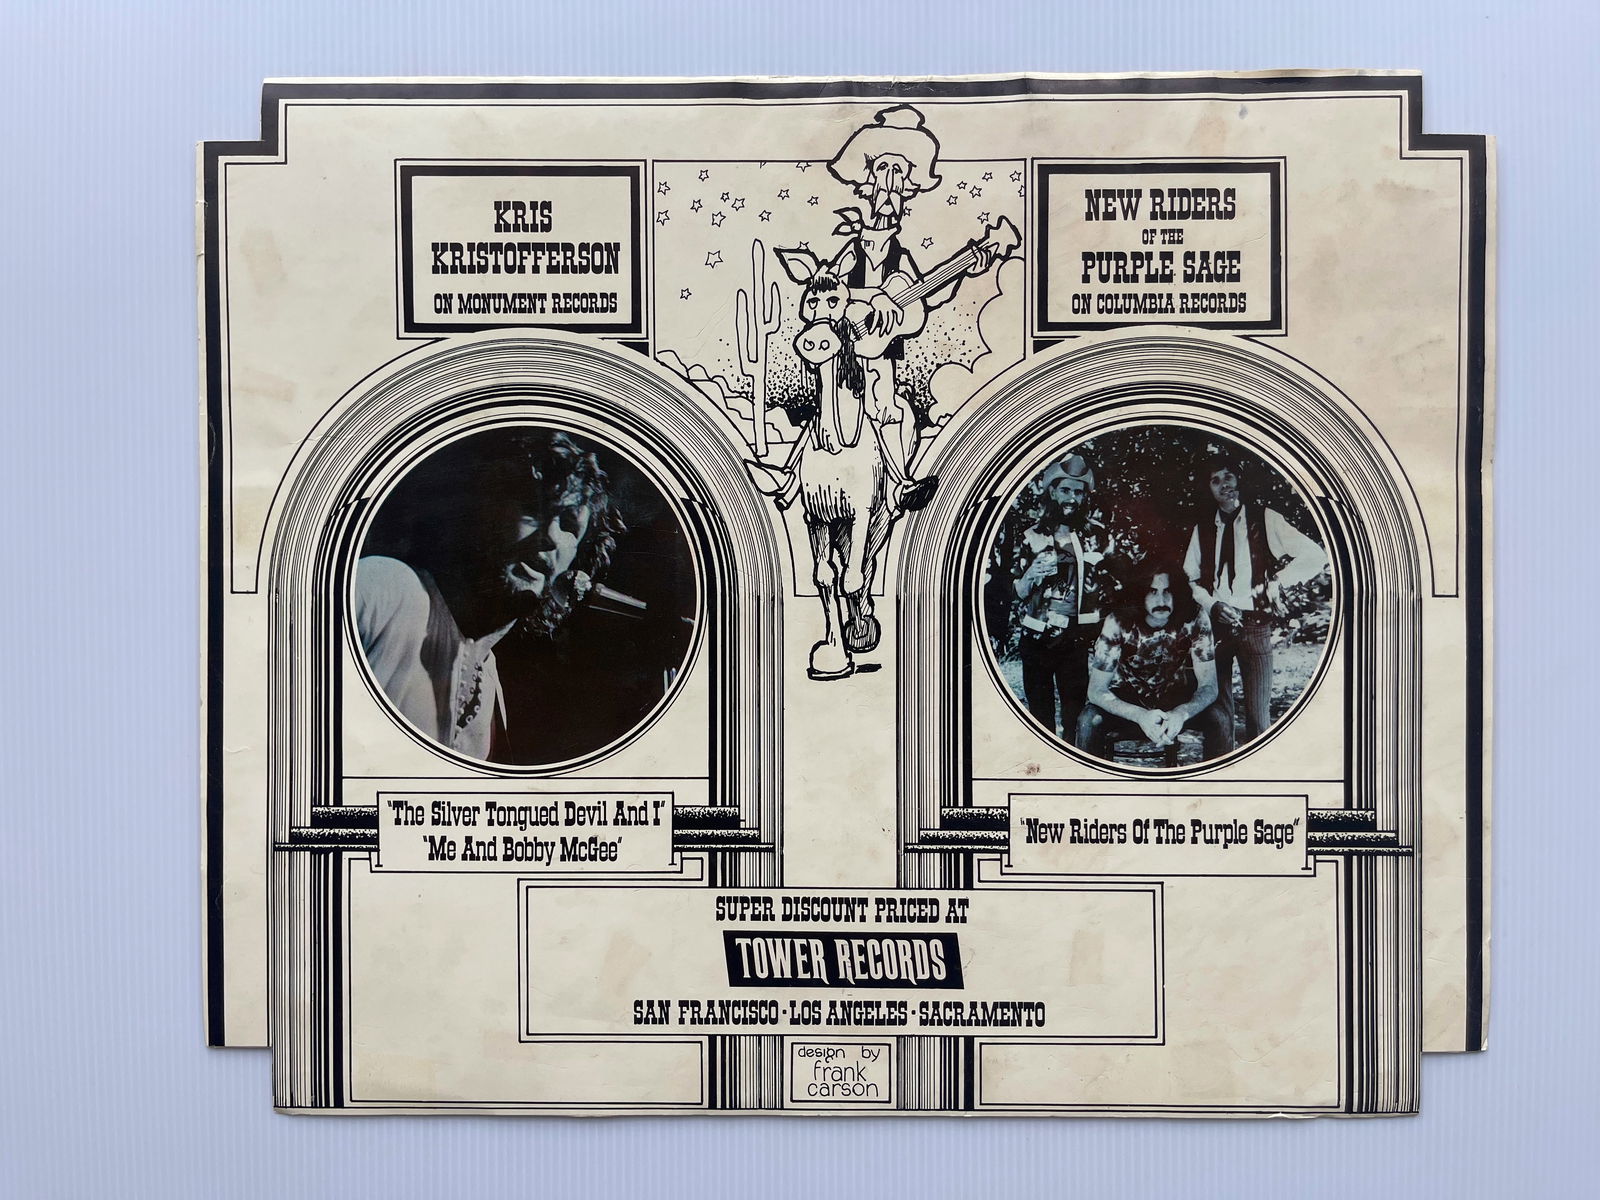 KRIS
KRISTOFFERSON
ON MONUMENT RECORDS
NEW RIDERS
OF THE
PURPLE SAGE
ON COLUMBIA RECORDS
"The Silver Tongued Devil And I"
"Me And Bobby McGee"
"New Riders Of The Purple Sage"
SUPER DISCOUNT PRICED AT
TOWER RECORDS
SAN FRANCISCO · LOS ANGELES · SACRAMENTO
design by
frank
carson